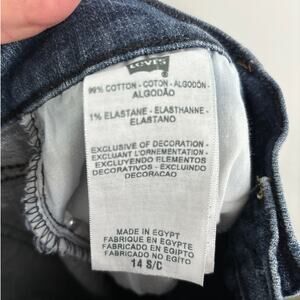 LEVI'S
99% COTTON - COTON - ALGODÓN -
ALGODÃO
1% ELASTANE - ELASTHANNE -
ELASTANO
EXCLUSIVE OF DECORATION -
EXCLUANT L'ORNEMENTATION -
EXCLUYENDO ELEMENTOS
DECORATIVOS - EXCLUINDO
DECORACAO
MADE IN EGYPT
FABRIQUE EN EGYPTE
FABRICADO EN EGIPTO
FABRICADO NO EGITO
14 S/C